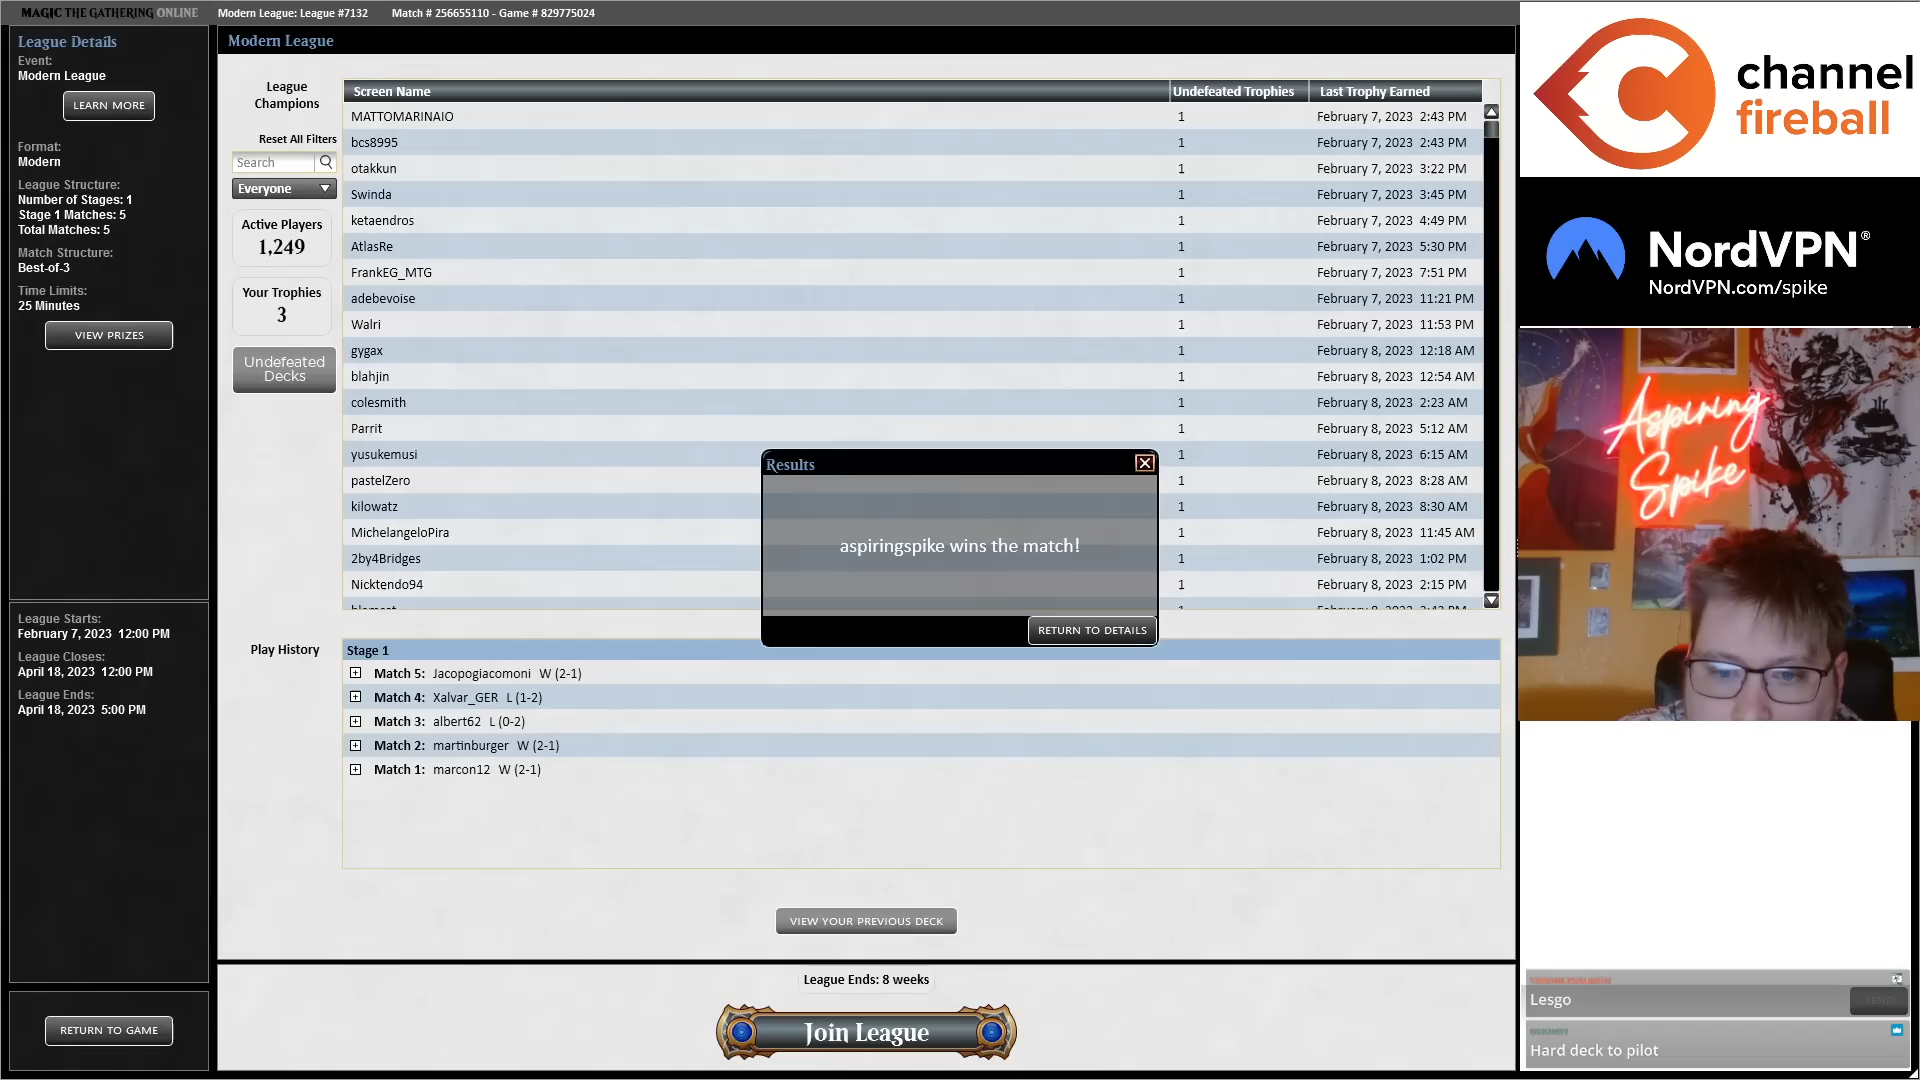 MAGIC THE GATHERING ONLINE
Modern League: League #7132
Match # 256655110 - Game # 829775024
League Details
Event:
Modern League
LEARN MORE
Format:
Modern
League Structure:
Number of Stages: 1
Stage 1 Matches: 5
Total Matches: 5
Match Structure:
Best-of-3
Time Limits:
25 Minutes
VIEW PRIZES
League Starts:
February 7, 2023 12:00 PM
League Closes:
April 18, 2023 12:00 PM
League Ends:
April 18, 2023 5:00 PM
RETURN TO GAME
Modern League
League
Champions
Reset All Filters
Search
Everyone
Active Players
1,249
Your Trophies
3
Undefeated
Decks
Screen Name Undefeated Trophies Last Trophy Earned
MATTOMARINAIO 1 February 7, 2023 2:43 PM
bcs8995 1 February 7, 2023 2:43 PM
otakkun 1 February 7, 2023 3:22 PM
Swinda 1 February 7, 2023 3:45 PM
ketaendros 1 February 7, 2023 4:49 PM
AtlasRe 1 February 7, 2023 5:30 PM
FrankEG_MTG 1 February 7, 2023 7:51 PM
adebevoise 1 February 7, 2023 11:21 PM
Walri 1 February 7, 2023 11:53 PM
gygax 1 February 8, 2023 12:18 AM
blahjin 1 February 8, 2023 12:54 AM
colesmith 1 February 8, 2023 2:23 AM
Parrit 1 February 8, 2023 5:12 AM
yusukemusi 1 February 8, 2023 6:15 AM
pastelZero 1 February 8, 2023 8:28 AM
kilowatz 1 February 8, 2023 8:30 AM
MichelangeloPira 1 February 8, 2023 11:45 AM
2by4Bridges 1 February 8, 2023 1:02 PM
Nicktendo94 1 February 8, 2023 2:15 PM
Results
aspiringspike wins the match!
RETURN TO DETAILS
Play History
Stage 1
Match 5: Jacopogiacomoni W (2-1)
Match 4: Xalvar_GER L (1-2)
Match 3: albert62 L (0-2)
Match 2: martinburger W (2-1)
Match 1: marcon12 W (2-1)
VIEW YOUR PREVIOUS DECK
League Ends: 8 weeks
Join League
channel
fireball
NordVPN®
NordVPN.com/spike
Aspiring
Spike
Lesgo
SEND
Hard deck to pilot